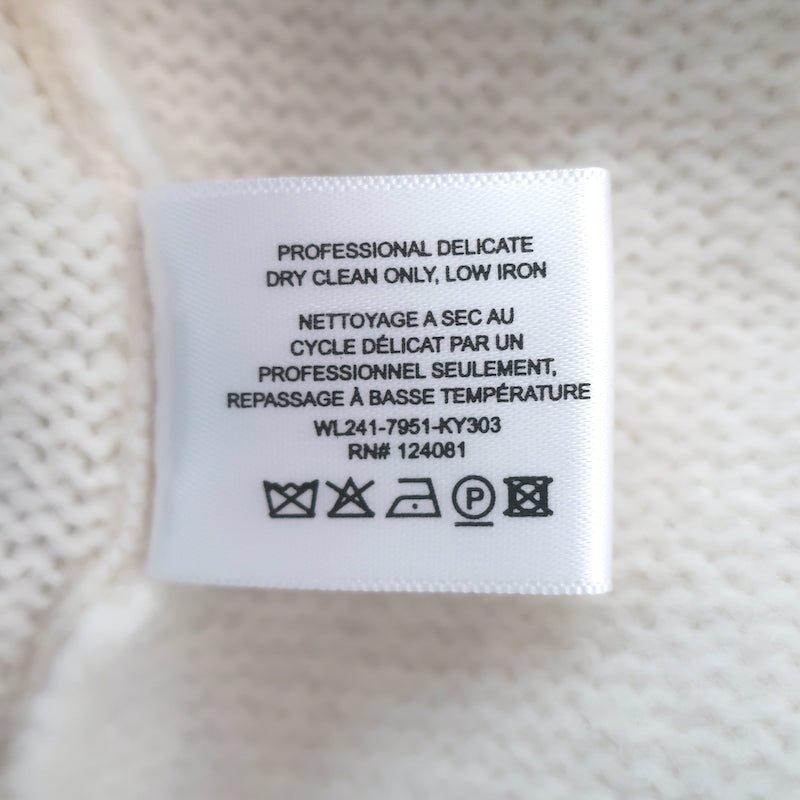 PROFESSIONAL DELICATE
DRY CLEAN ONLY, LOW IRON
NETTOYAGE A SEC AU
CYCLE DÉLICAT PAR UN
PROFESSIONNEL SEULEMENT,
REPASSAGE À BASSE TEMPÉRATURE
WL241-7951-KY303
RN# 124081
P